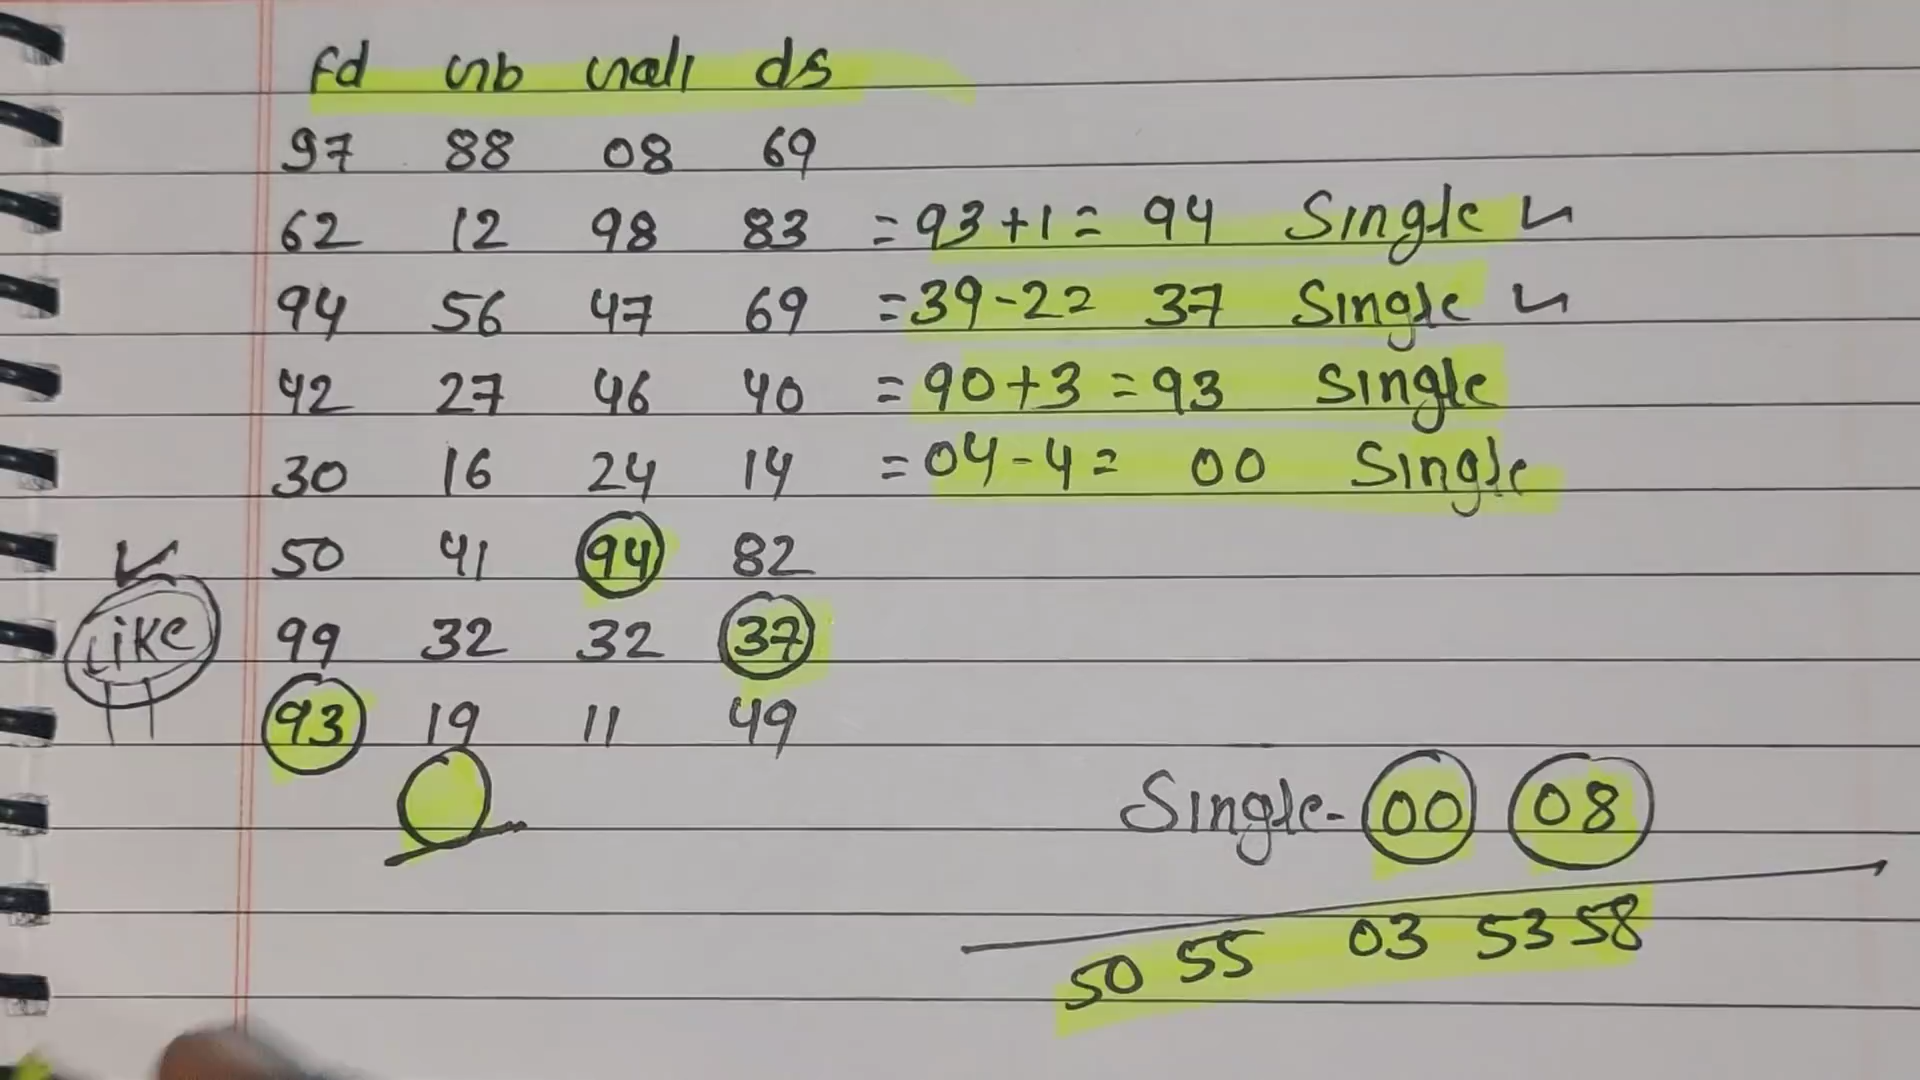 Fd gb gali ds
97 88 08 69
62 12 98 83 = 93+1= 94 Single
94 56 47 69 = 39-22 37 Single
42 27 46 40 = 90+3 = 93 Single
30 16 24 14 = 04-4= 00 Single
50 41 94 82
Like
99 32 32 37
93 19 11 49
Single- 00 08
50 55 03 53 58